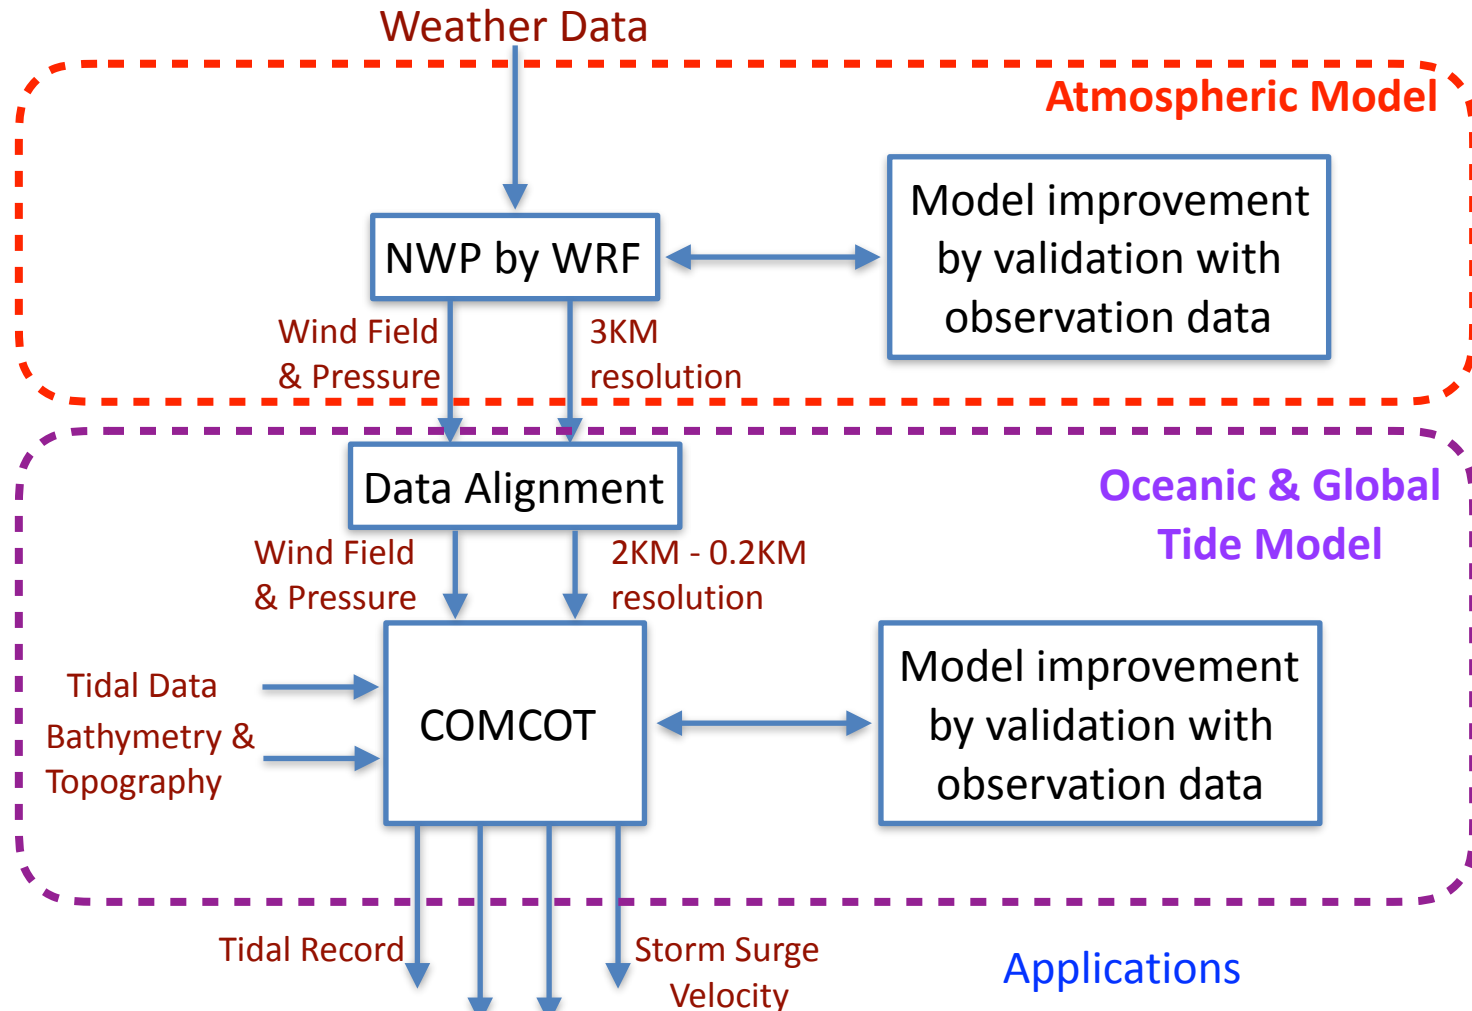 Weather Data
Atmospheric Model
NWP by WRF
Model improvement
by validation with
observation data
Wind Field
& Pressure
3KM
resolution
Data Alignment
Oceanic & Global
Tide Model
Wind Field
& Pressure
2KM - 0.2KM
resolution
Tidal Data
Bathymetry &
Topography
COMCOT
Model improvement
by validation with
observation data
Tidal Record
Storm Surge
Velocity
Applications